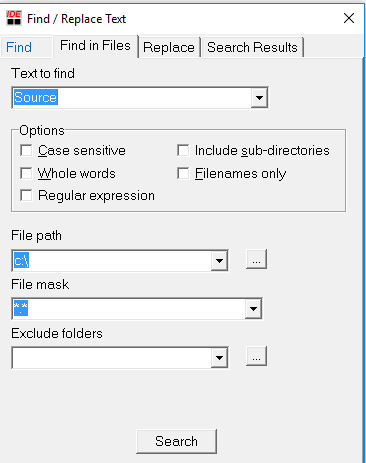 IDE Find / Replace Text
Find Find in Files Replace Search Results
Text to find
Source
Options
Case sensitive Include sub-directories
Whole words Filenames only
Regular expression
File path
c:\ ...
File mask
*.*
Exclude folders
...
Search